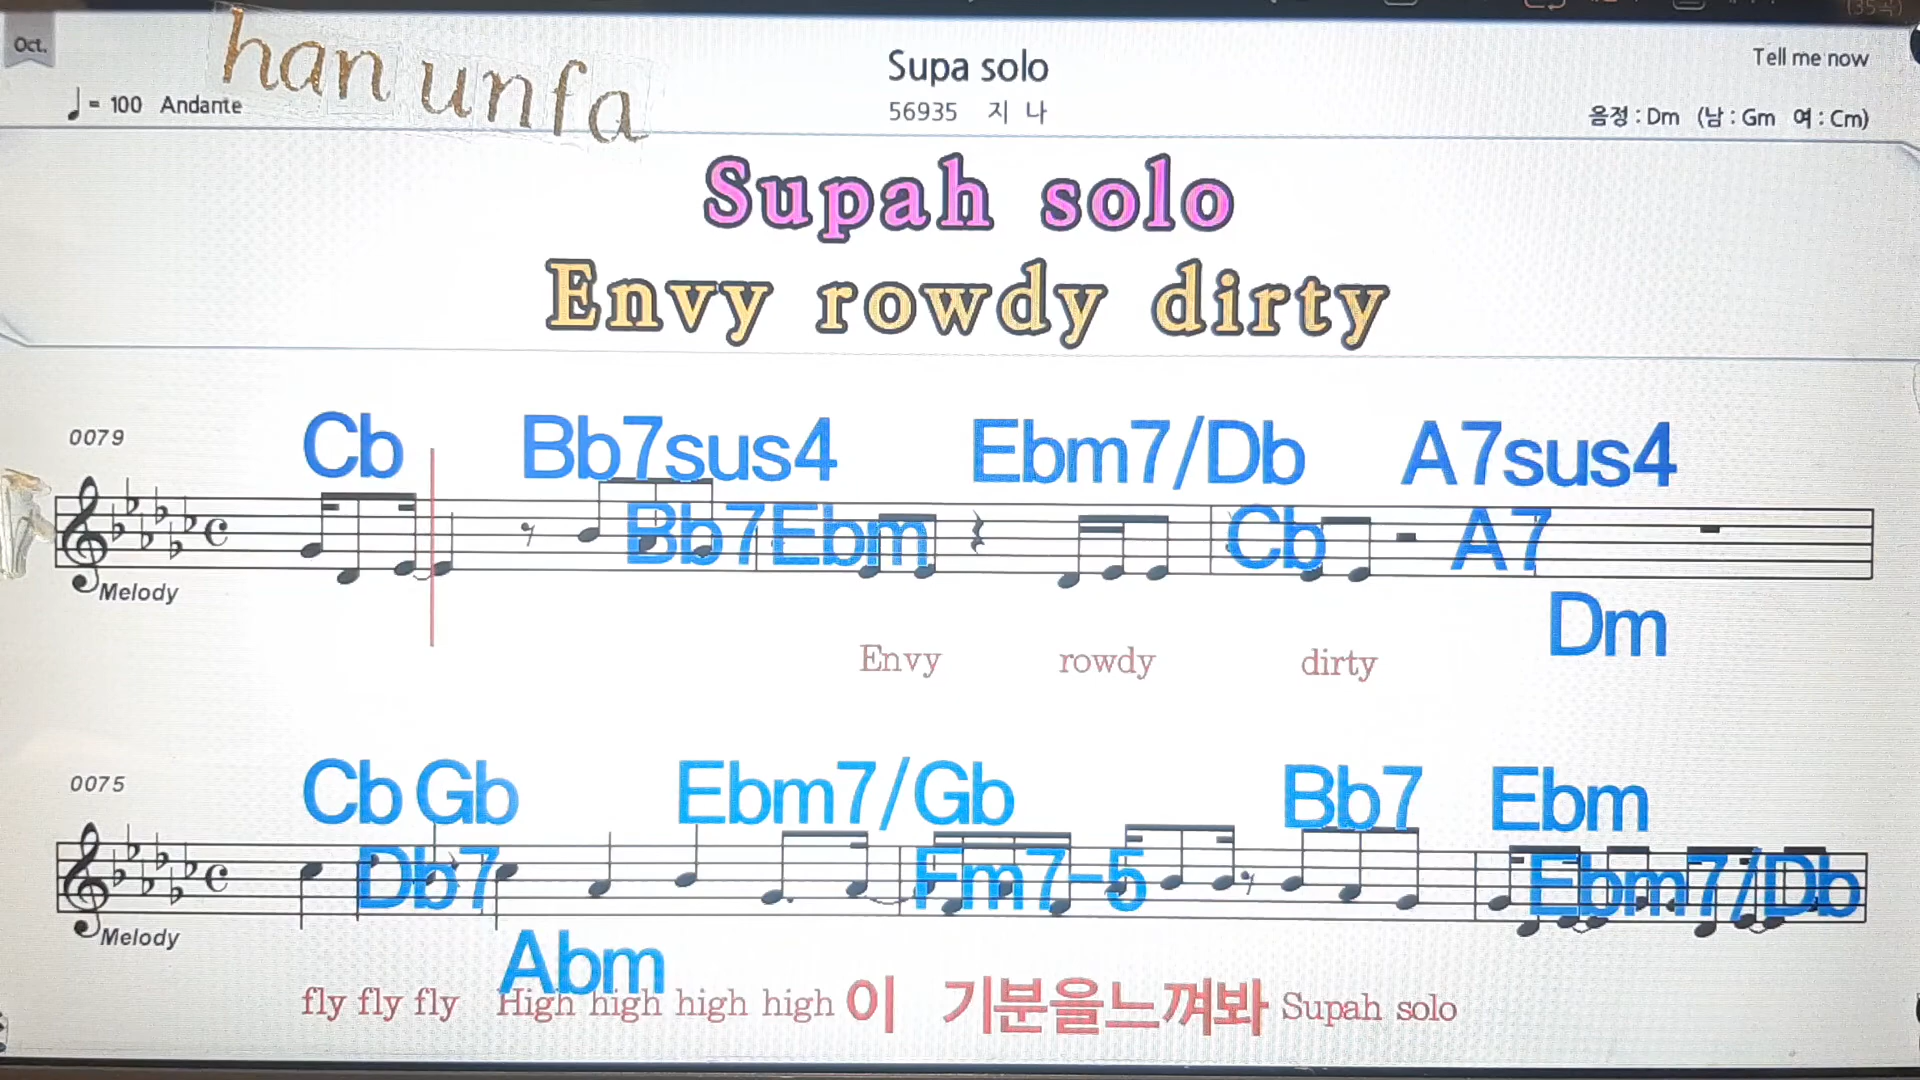 Oct.
han unfa
Supa solo
Tell me now
= 100 Andante
56935 지 나
음정 : Dm (남 : Gm 여 : Cm)
Supah solo
Envy rowdy dirty
0079
Cb Bb7sus4 Ebm7/Db A7sus4
Bb7 Ebm Cb A7
Melody
Dm
Envy rowdy dirty
0075
Cb Gb Ebm7/Gb Bb7 Ebm
Db7 Fm7-5 Ebm7/Db
Melody
Abm
fly fly fly High high high high 이 기분을느껴봐 Supah solo